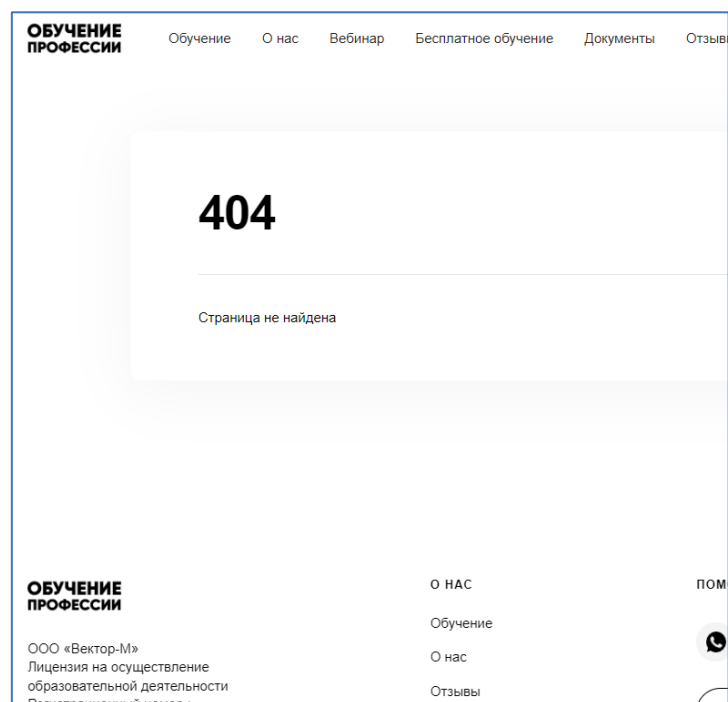 ОБУЧЕНИЕ
ПРОФЕССИИ
Обучение О нас Вебинар Бесплатное обучение Документы
404
Страница не найдена
ОБУЧЕНИЕ
ПРОФЕССИИ
ООО «Вектор-М»
Лицензия на осуществление
образовательной деятельности
О НАС
Обучение
О нас
Отзывы